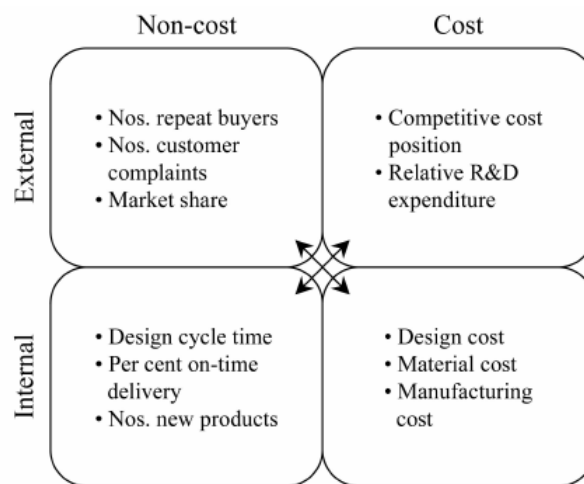 Non-cost
Cost
External
• Nos. repeat buyers
• Nos. customer
complaints
• Market share
• Competitive cost
position
• Relative R&D
expenditure
Internal
• Design cycle time
• Per cent on-time
delivery
• Nos. new products
• Design cost
• Material cost
• Manufacturing
cost